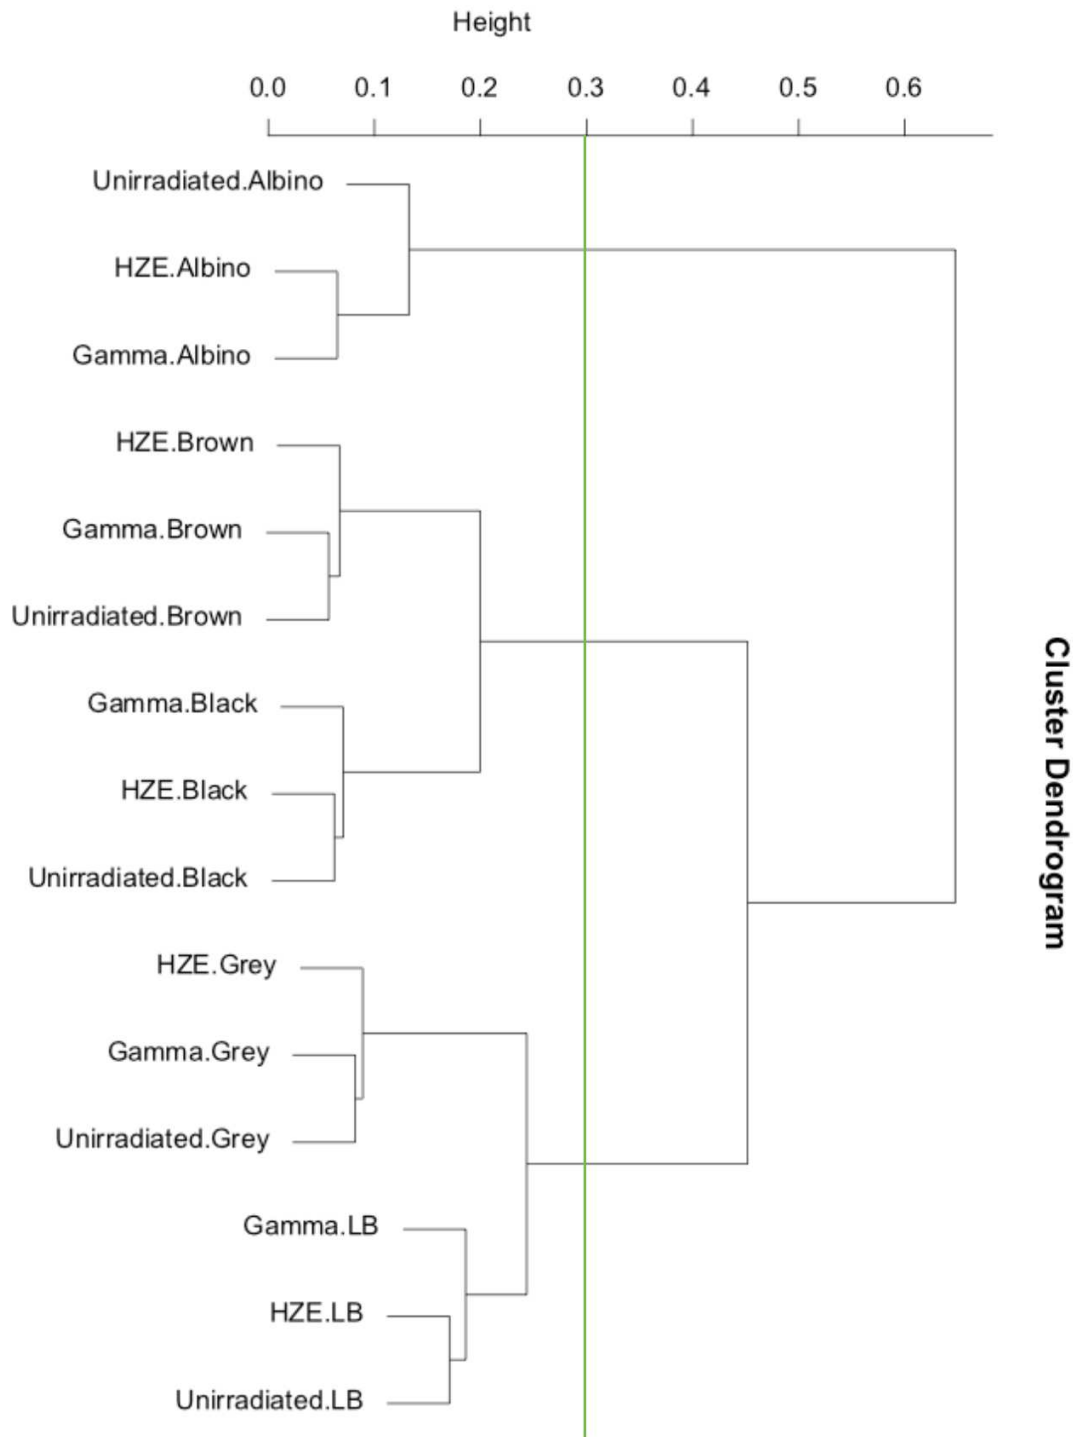 Height
0.0 0.1 0.2 0.3 0.4 0.5 0.6
Unirradiated.Albino
HZE.Albino
Gamma.Albino
HZE.Brown
Gamma.Brown
Unirradiated.Brown
Gamma.Black
HZE.Black
Unirradiated.Black
HZE.Grey
Gamma.Grey
Unirradiated.Grey
Gamma.LB
HZE.LB
Unirradiated.LB
Cluster Dendrogram